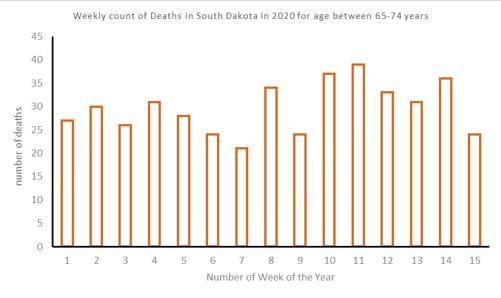 Weekly count of Deaths in South Dakota in 2020 for age between 65-74 years
number of deaths
45
40
35
30
25
20
15
10
5
0
1 2 3 4 5 6 7 8 9 10 11 12 13 14 15
Number of Week of the Year